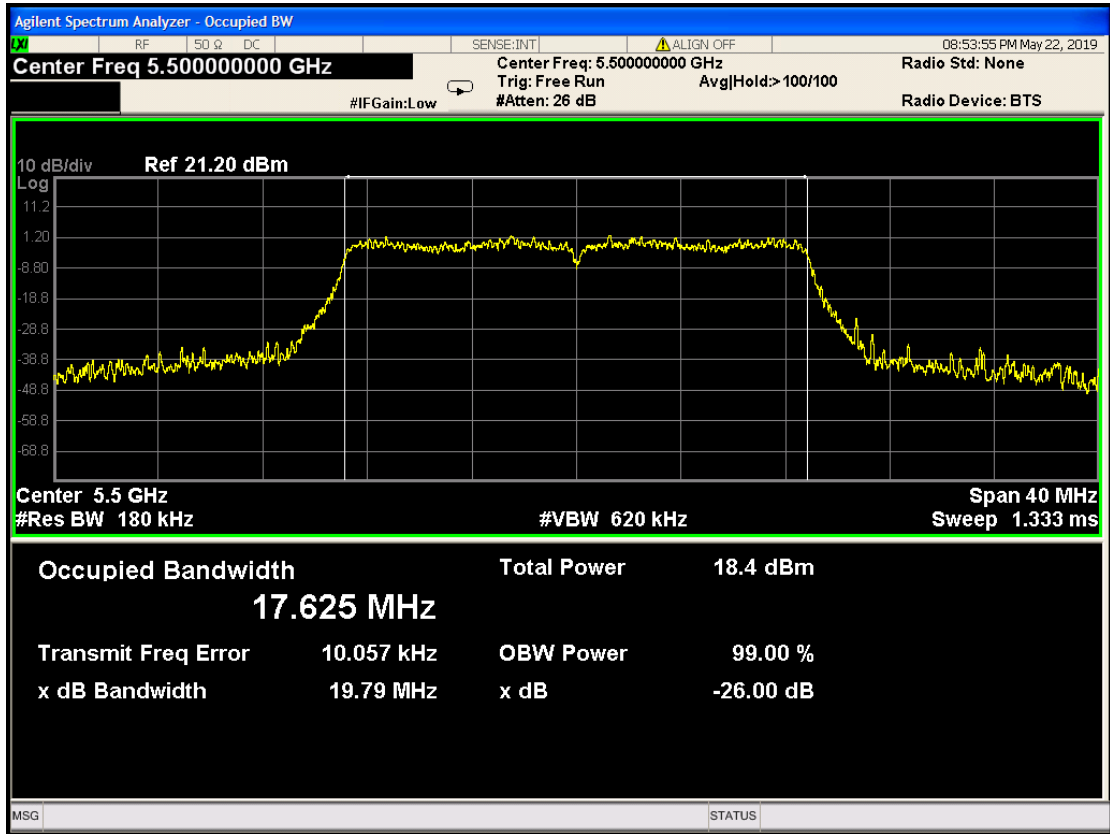 Agilent Spectrum Analyzer - Occupied BW
LXI RF 50 Ω DC SENSE:INT ALIGN OFF 08:53:55 PM May 22, 2019
Center Freq 5.500000000 GHz
Center Freq: 5.500000000 GHz
Radio Std: None
Trig: Free Run Avg|Hold:> 100/100
#IFGain:Low #Atten: 26 dB Radio Device: BTS
10 dB/div Ref 21.20 dBm
Log
11.2
1.20
-8.80
-18.8
-28.8
-38.8
-48.8
-58.8
-68.8
Center 5.5 GHz Span 40 MHz
#Res BW 180 kHz #VBW 620 kHz Sweep 1.333 ms
Occupied Bandwidth Total Power 18.4 dBm
17.625 MHz
Transmit Freq Error 10.057 kHz OBW Power 99.00 %
x dB Bandwidth 19.79 MHz x dB -26.00 dB
MSG STATUS